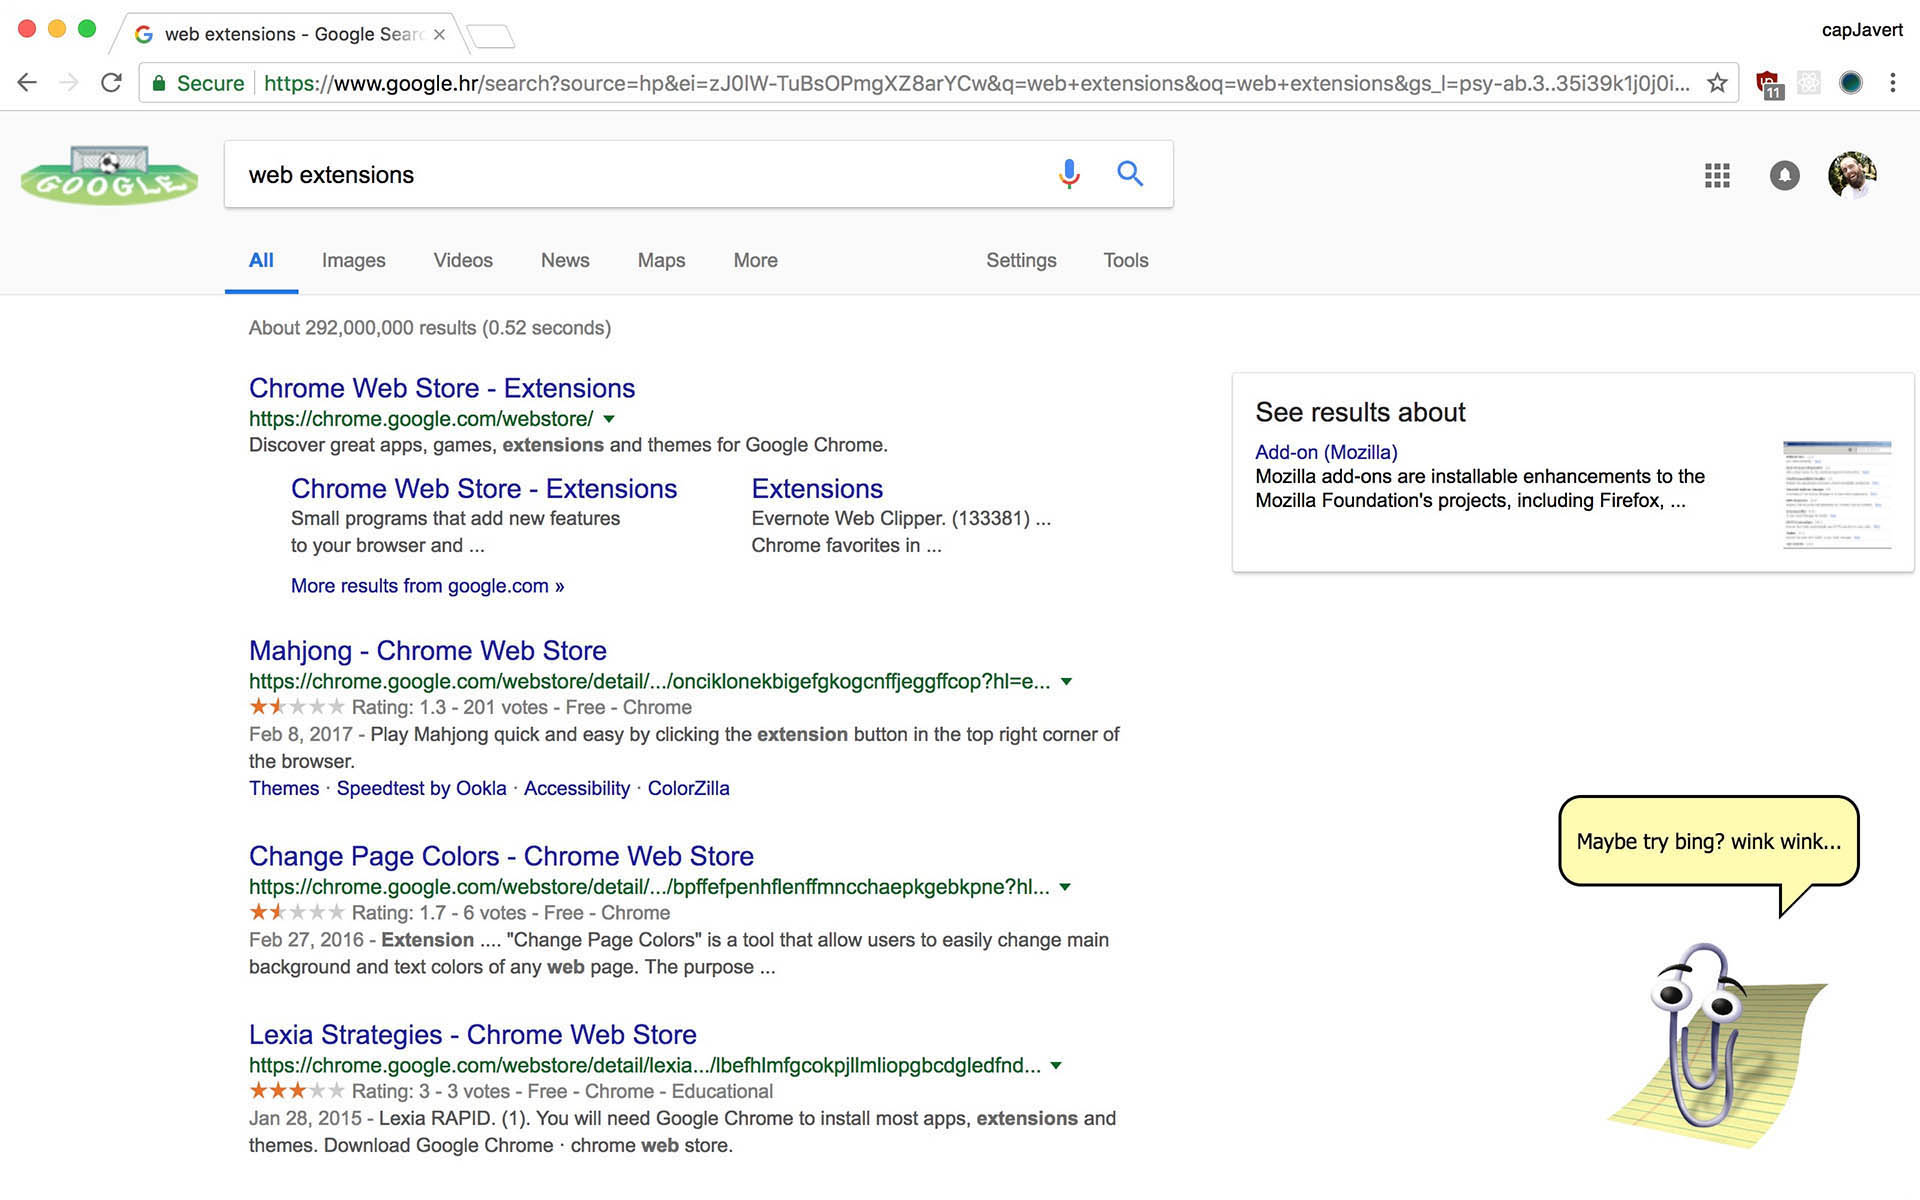 web extensions - Google Sear
capJavert
Secure
https://www.google.hr/search?source=hp&ei=zJ0lW-TuBsOPmgXZ8arYCw&q=web+extensions&oq=web+extensions&gs_l=psy-ab.3..35i39k1j0j0i...
11
GOOGLE
web extensions
All
Images
Videos
News
Maps
More
Settings
Tools
About 292,000,000 results (0.52 seconds)
Chrome Web Store - Extensions
https://chrome.google.com/webstore/
Discover great apps, games, extensions and themes for Google Chrome.
Chrome Web Store - Extensions
Small programs that add new features
to your browser and ...
Extensions
Evernote Web Clipper. (133381) ...
Chrome favorites in ...
More results from google.com »
Mahjong - Chrome Web Store
https://chrome.google.com/webstore/detail/.../onciklonekbigefgkogcnffjeggffcop?hl=e...
Rating: 1.3 - 201 votes - Free - Chrome
Feb 8, 2017 - Play Mahjong quick and easy by clicking the extension button in the top right corner of
the browser.
Themes · Speedtest by Ookla · Accessibility · ColorZilla
Change Page Colors - Chrome Web Store
https://chrome.google.com/webstore/detail/.../bpffefpenhflenffmncchaepkgebkpne?hl...
Rating: 1.7 - 6 votes - Free - Chrome
Feb 27, 2016 - Extension .... "Change Page Colors" is a tool that allow users to easily change main
background and text colors of any web page. The purpose ...
Lexia Strategies - Chrome Web Store
https://chrome.google.com/webstore/detail/lexia.../lbefhlmfgcokpjllmliopgbcdgledfnd...
Rating: 3 - 3 votes - Free - Chrome - Educational
Jan 28, 2015 - Lexia RAPID. (1). You will need Google Chrome to install most apps, extensions and
themes. Download Google Chrome · chrome web store.
See results about
Add-on (Mozilla)
Mozilla add-ons are installable enhancements to the
Mozilla Foundation's projects, including Firefox, ...
Maybe try bing? wink wink...